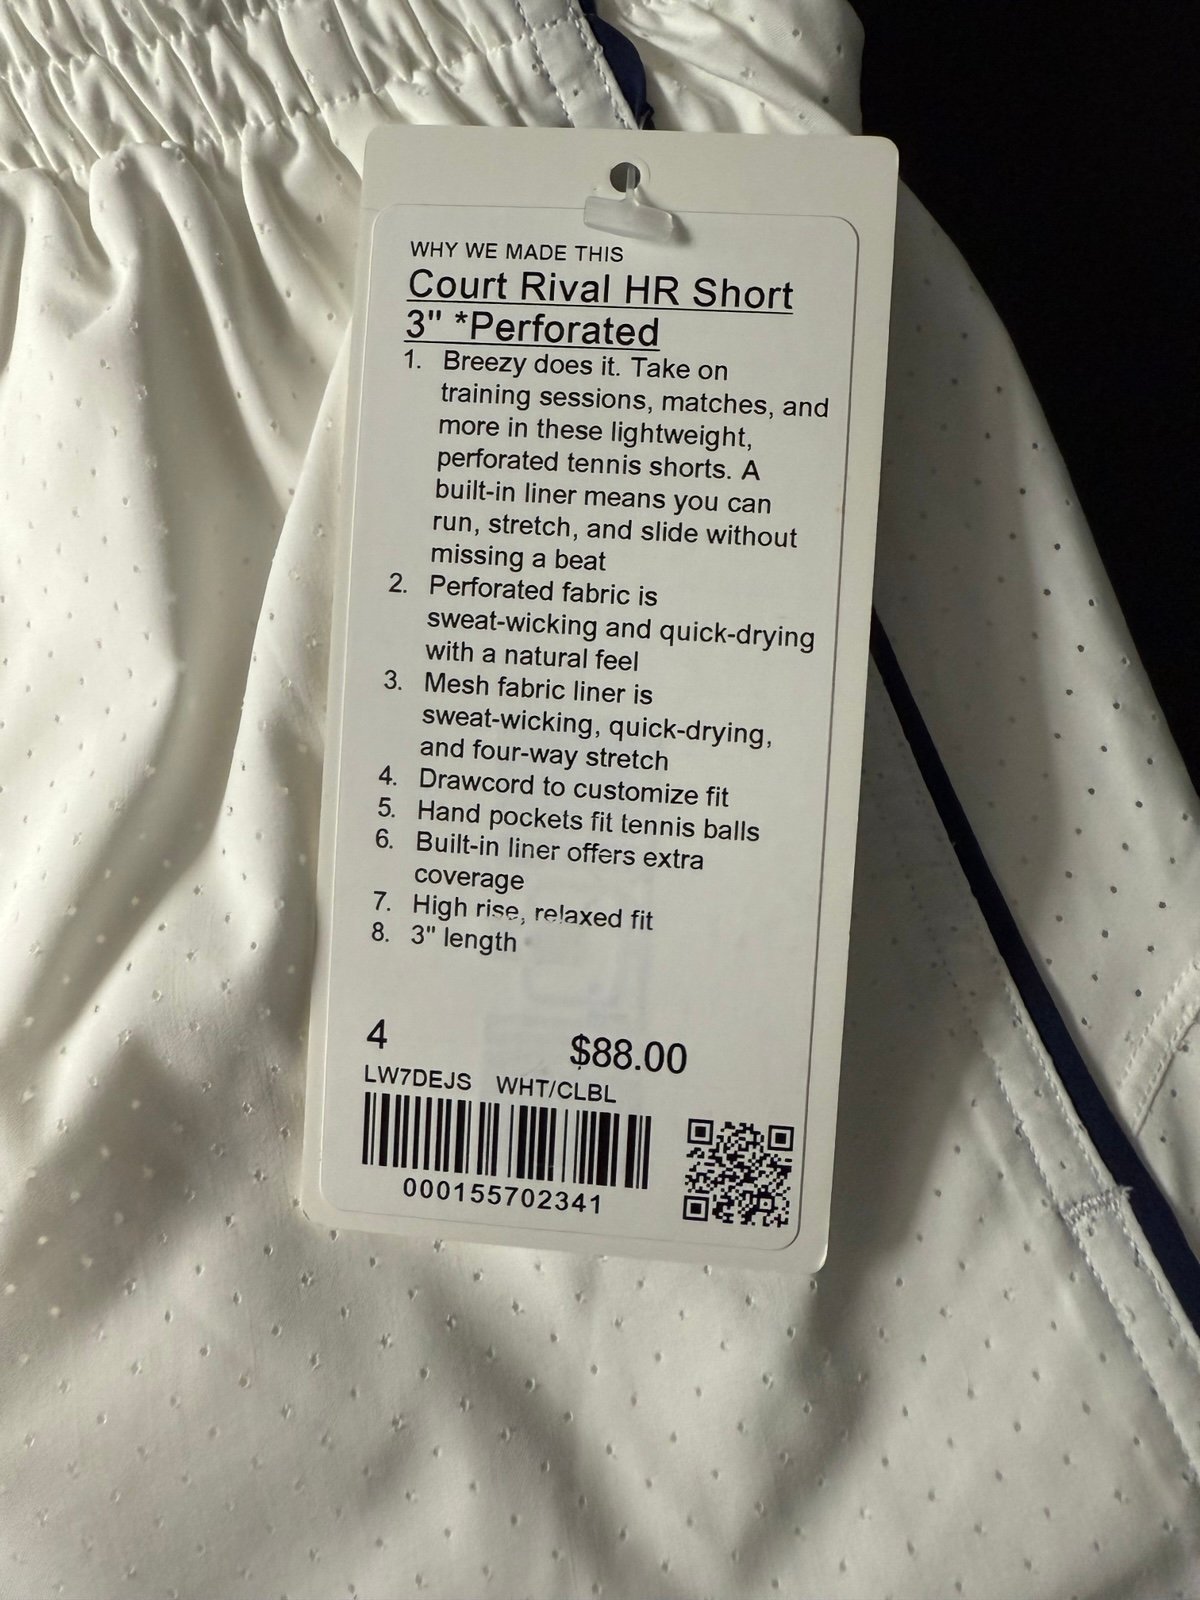 WHY WE MADE THIS
Court Rival HR Short
3" *Perforated
1. Breezy does it. Take on
training sessions, matches, and
more in these lightweight,
perforated tennis shorts. A
built-in liner means you can
run, stretch, and slide without
missing a beat
2. Perforated fabric is
sweat-wicking and quick-drying
with a natural feel
3. Mesh fabric liner is
sweat-wicking, quick-drying,
and four-way stretch
4. Drawcord to customize fit
5. Hand pockets fit tennis balls
6. Built-in liner offers extra
coverage
7. High rise, relaxed fit
8. 3" length
4 $88.00
LW7DEJS WHT/CLBL
000155702341